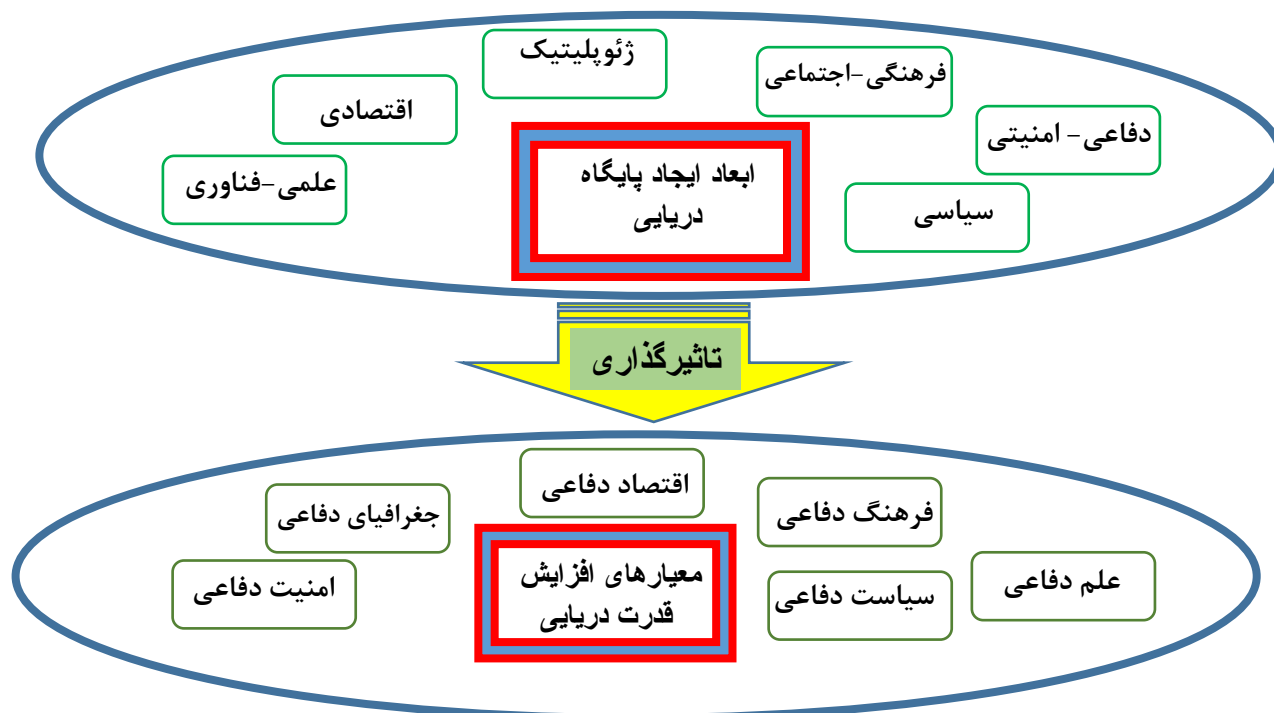 ژئوپلیتیک
فرهنگی-اجتماعی
اقتصادی
دفاعی- امنیتی
علمی-فناوری
ابعاد ایجاد پایگاه
دریایی
سیاسی
تاثیرگذاری
اقتصاد دفاعی
فرهنگ دفاعی
جغرافیای دفاعی
علم دفاعی
امنیت دفاعی
معیارهای افزایش
قدرت دریایی
سیاست دفاعی